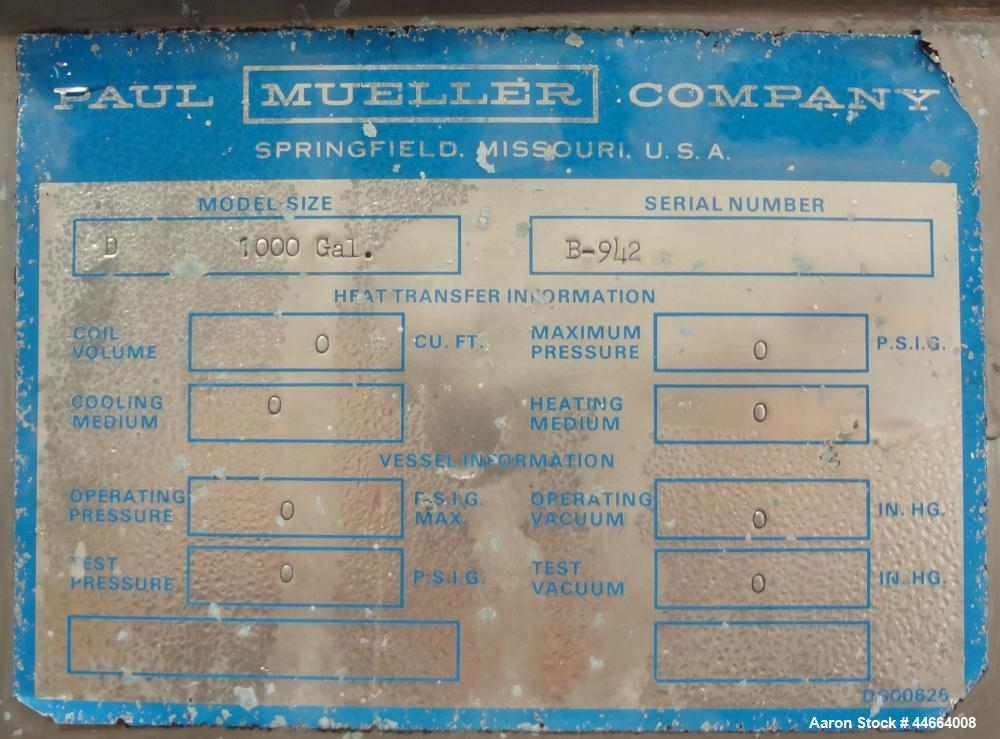 PAUL MUELLER COMPANY
SPRINGFIELD, MISSOURI, U. S. A.
MODEL-SIZE SERIAL NUMBER
D 1000 Gal. B-942
HEAT TRANSFER INFORMATION
COIL VOLUME 0 CU. FT. MAXIMUM PRESSURE 0 P.S.I.G.
COOLING MEDIUM 0 HEATING MEDIUM 0
VESSEL INFORMATION
OPERATING PRESSURE 0 P.S.I.G. MAX. OPERATING VACUUM 0 IN. HG.
TEST PRESSURE 0 P.S.I.G. TEST VACUUM 0 IN. HG.
DS00626
Aaron Stock # 44664008